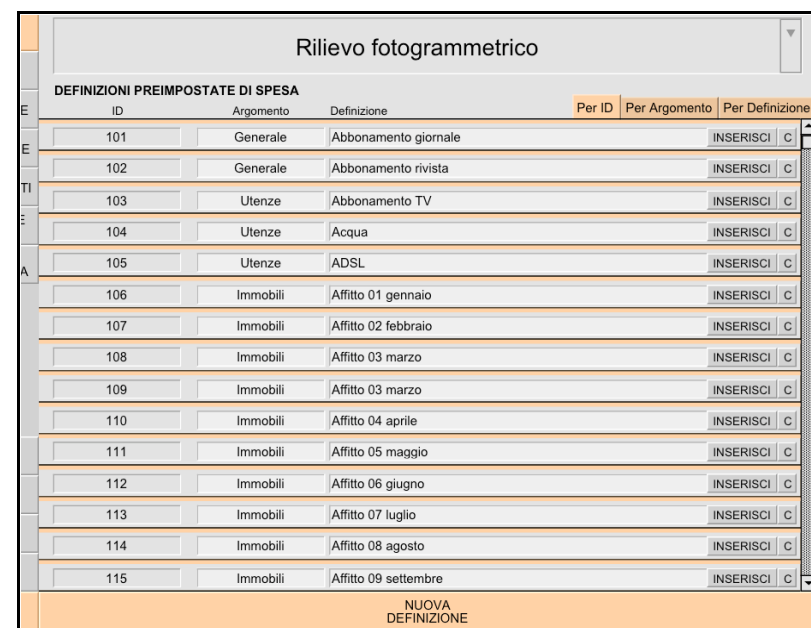 Rilievo fotogrammetrico
DEFINIZIONI PREIMPOSTATE DI SPESA
ID Argomento Definizione Per ID Per Argomento Per Definizione
101 Generale Abbonamento giornale INSERISCI C
102 Generale Abbonamento rivista INSERISCI C
103 Utenze Abbonamento TV INSERISCI C
104 Utenze Acqua INSERISCI C
105 Utenze ADSL INSERISCI C
106 Immobili Affitto 01 gennaio INSERISCI C
107 Immobili Affitto 02 febbraio INSERISCI C
108 Immobili Affitto 03 marzo INSERISCI C
109 Immobili Affitto 03 marzo INSERISCI C
110 Immobili Affitto 04 aprile INSERISCI C
111 Immobili Affitto 05 maggio INSERISCI C
112 Immobili Affitto 06 giugno INSERISCI C
113 Immobili Affitto 07 luglio INSERISCI C
114 Immobili Affitto 08 agosto INSERISCI C
115 Immobili Affitto 09 settembre INSERISCI C
NUOVA
DEFINIZIONE